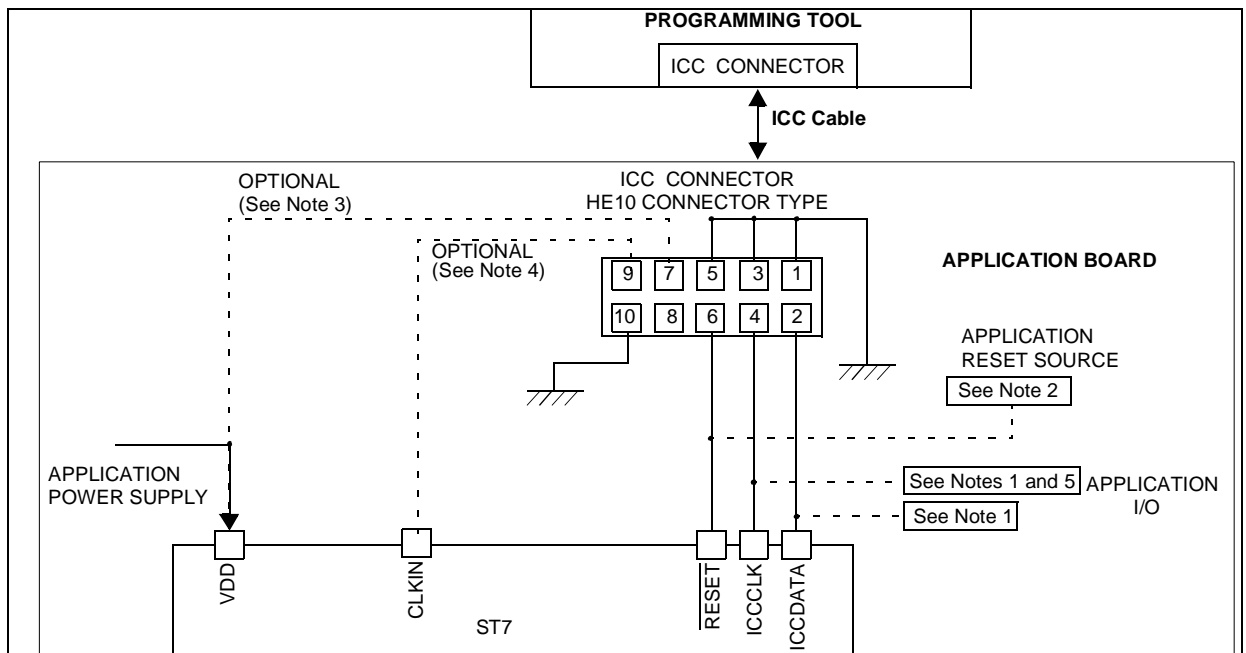 PROGRAMMING TOOL
ICC CONNECTOR
ICC Cable
OPTIONAL
(See Note 3)
ICC CONNECTOR
HE10 CONNECTOR TYPE
OPTIONAL
(See Note 4)
9 7 5 3 1
10 8 6 4 2
APPLICATION BOARD
APPLICATION
RESET SOURCE
See Note 2
APPLICATION
POWER SUPPLY
See Notes 1 and 5
See Note 1
APPLICATION
I/O
VDD
CLKIN
RESET
ICCCLK
ICCDATA
ST7